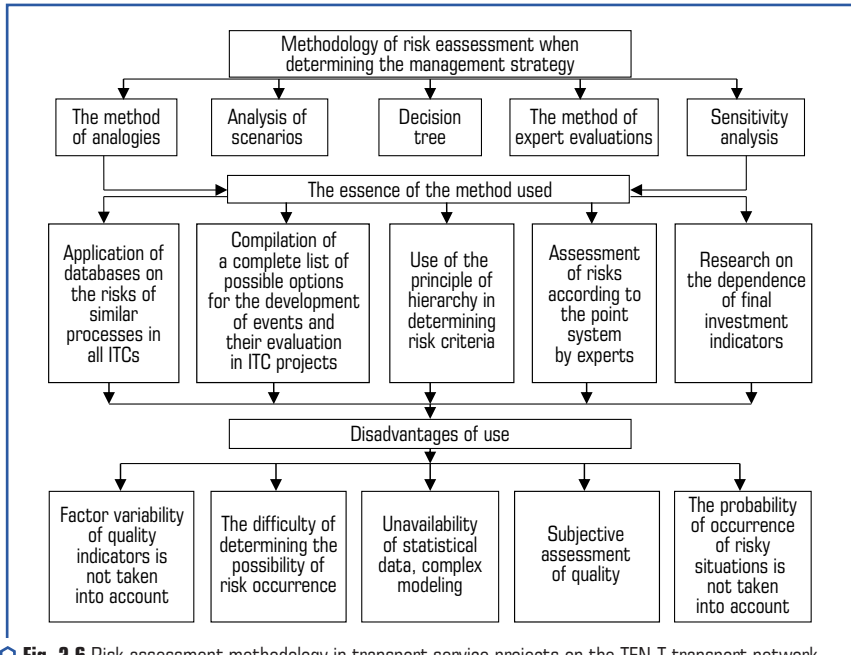 Methodology of risk eassessment when
determining the management strategy
The method
of analogies
Analysis of
scenarios
Decision
tree
The method of
expert evaluations
Sensitivity
analysis
The essence of the method used
Application of
databases on
the risks of
similar
processes in
all ITCs
Compilation of
a complete list of
possible options
for the development
of events and
their evaluation
in ITC projects
Use of the
principle of
hierarchy in
determining
risk criteria
Assessment
of risks
according to
the point
system
by experts
Research on
the dependence
of final
investment
indicators
Disadvantages of use
Factor variability
of quality
indicators is
not taken
into account
The difficulty of
determining the
possibility of
risk occurrence
Unavailability
of statistical
data, complex
modeling
Subjective
assessment
of quality
The probability
of occurrence
of risky
situations is
not taken
into account
Fig. 2.6 Risk assessment methodology in transport service projects on the TEN-T transport network